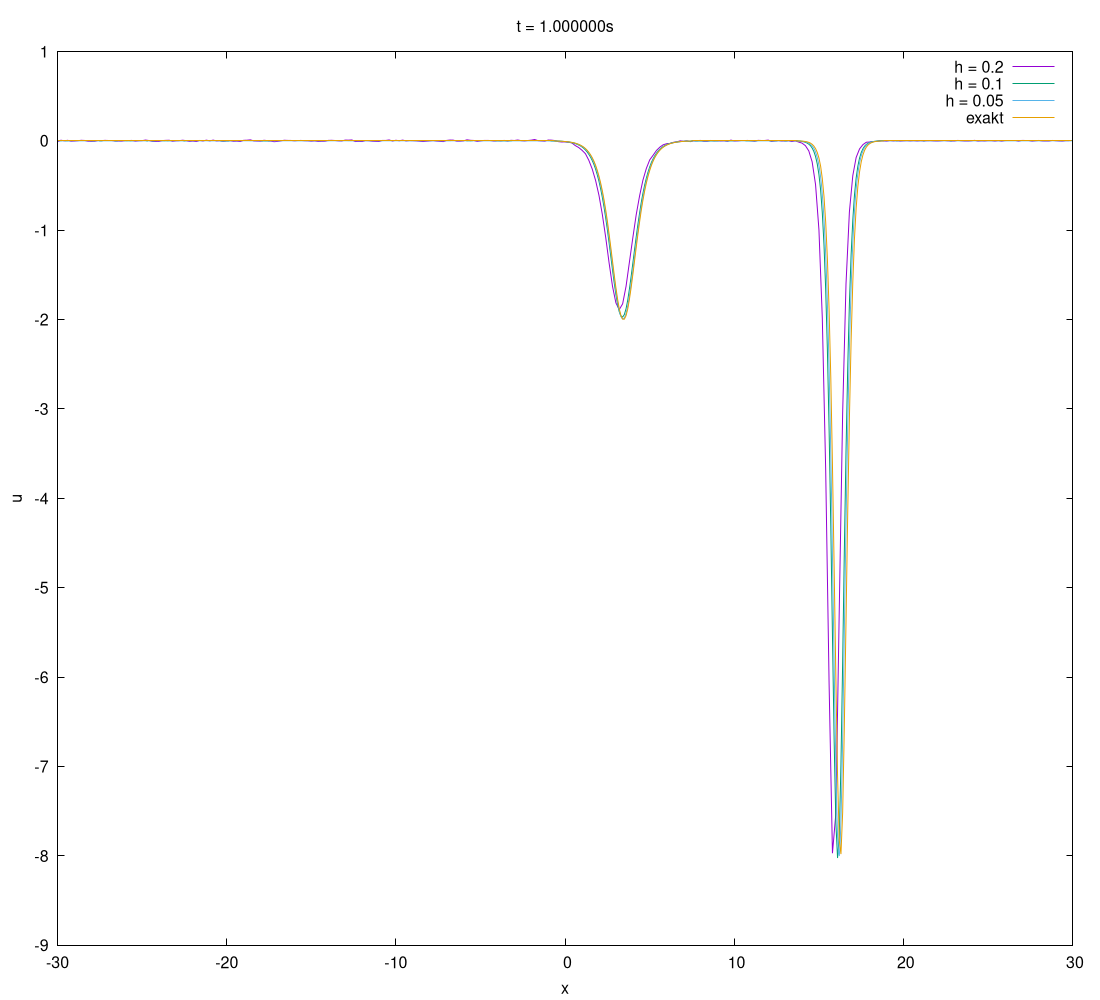 t = 1.000000s
h = 0.2
h = 0.1
h = 0.05
exakt
1
0
-1
-2
-3
-4
-5
-6
-7
-8
-9
u
-30
-20
-10
0
10
20
30
x